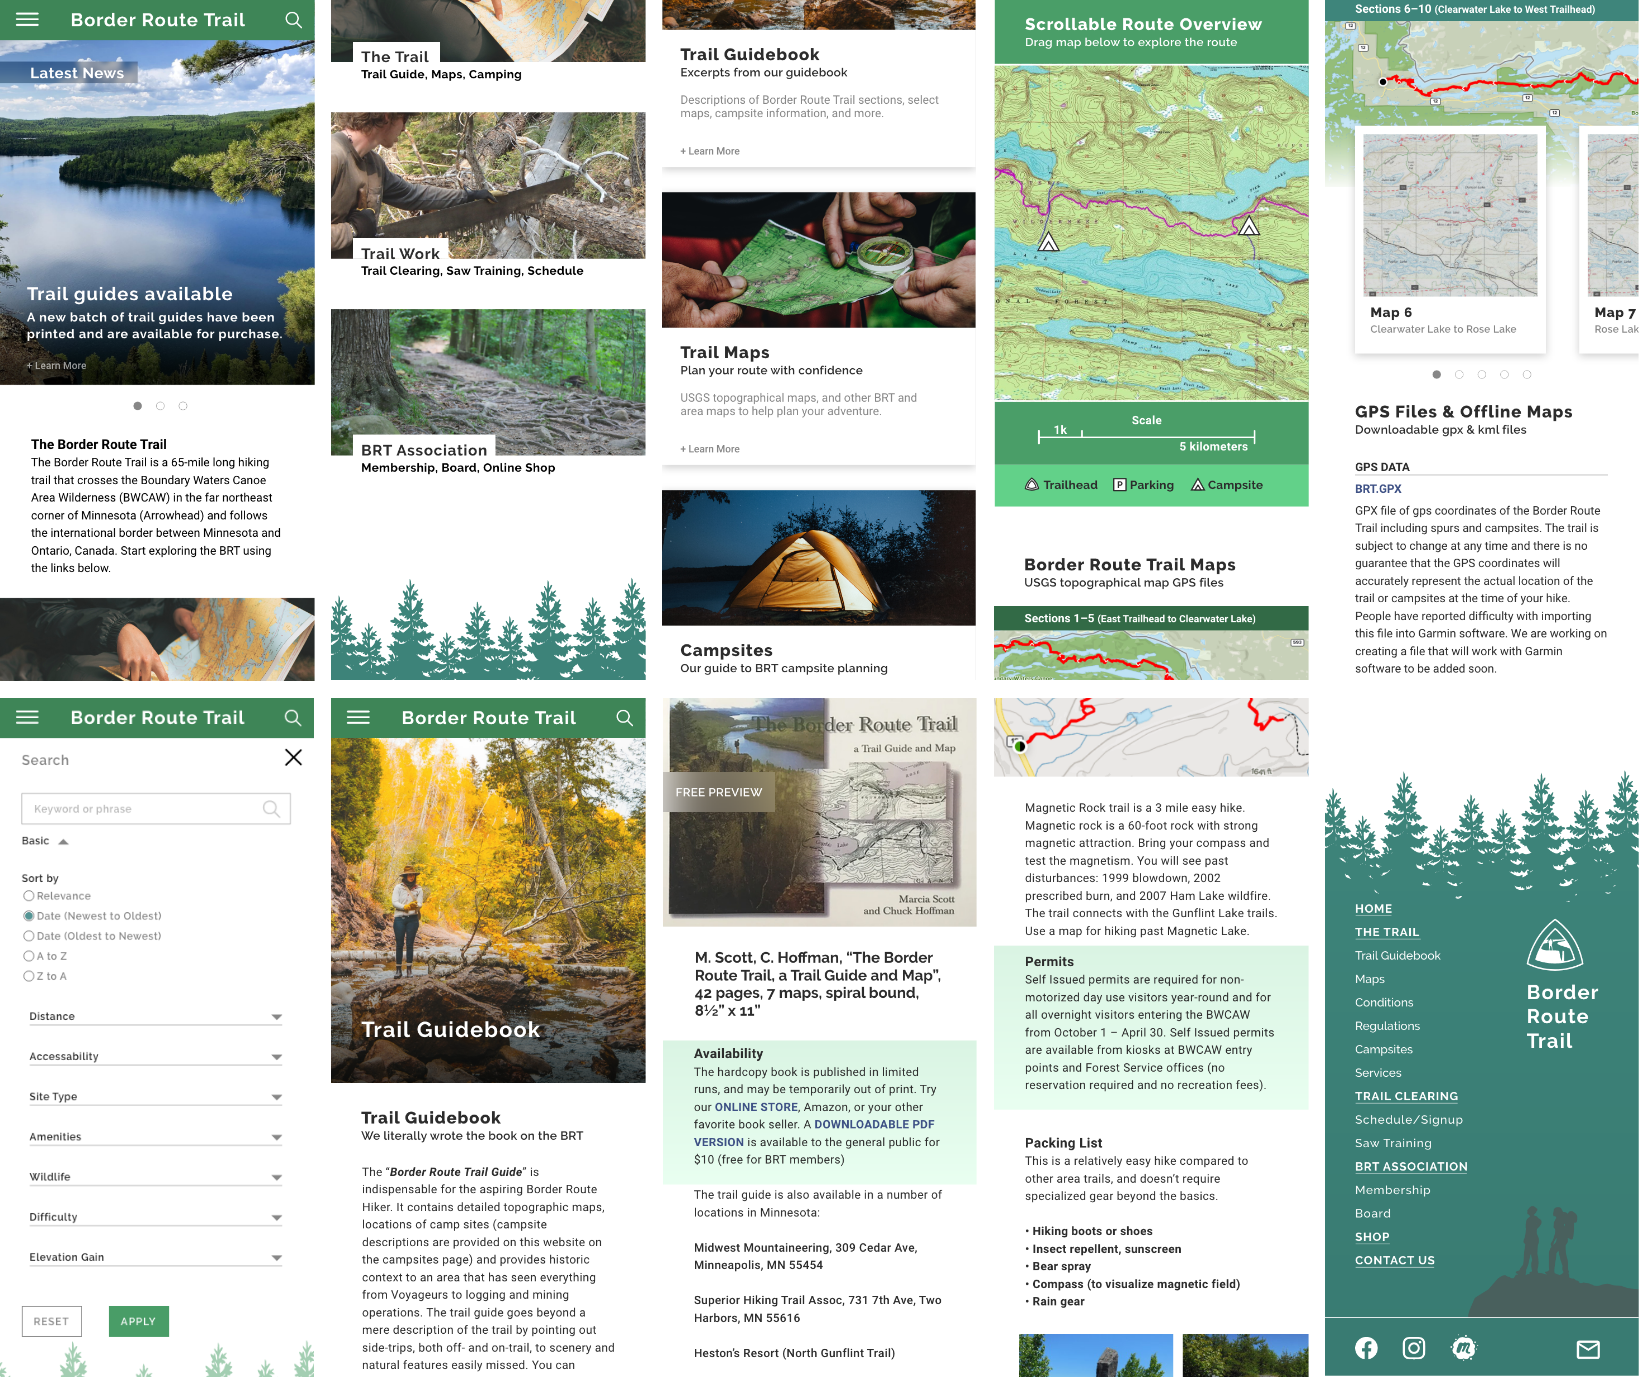 Border Route Trail
Latest News
Trail guides available
A new batch of trail guides have been
printed and are available for purchase.
+ Learn More
The Border Route Trail
The Border Route Trail is a 65-mile long hiking
trail that crosses the Boundary Waters Canoe
Area Wilderness (BWCAW) in the far northeast
corner of Minnesota (Arrowhead) and follows
the international border between Minnesota and
Ontario, Canada. Start exploring the BRT using
the links below.
The Trail
Trail Guide, Maps, Camping
Trail Work
Trail Clearing, Saw Training, Schedule
BRT Association
Membership, Board, Online Shop
Trail Guidebook
Excerpts from our guidebook
Descriptions of Border Route Trail sections, select
maps, campsite information, and more.
+ Learn More
Trail Maps
Plan your route with confidence
USGS topographical maps, and other BRT and
area maps to help plan your adventure.
+ Learn More
Campsites
Our guide to BRT campsite planning
Scrollable Route Overview
Drag map below to explore the route
Scale
1k
5 kilometers
Trailhead
P Parking
Campsite
Border Route Trail Maps
USGS topographical map GPS files
Sections 1–5 (East Trailhead to Clearwater Lake)
Sections 6–10 (Clearwater Lake to West Trailhead)
12
12
12
12
Map 6
Clearwater Lake to Rose Lake
Map 7
Rose Lak
GPS Files & Offline Maps
Downloadable gpx & kml files
GPS DATA
BRT.GPX
GPX file of gps coordinates of the Border Route
Trail including spurs and campsites. The trail is
subject to change at any time and there is no
guarantee that the GPS coordinates will
accurately represent the actual location of the
trail or campsites at the time of your hike.
People have reported difficulty with importing
this file into Garmin software. We are working on
creating a file that will work with Garmin
software to be added soon.
Border Route Trail
Search
Keyword or phrase
Basic
Sort by
Relevance
Date (Newest to Oldest)
Date (Oldest to Newest)
A to Z
Z to A
Distance
Accessability
Site Type
Amenities
Wildlife
Difficulty
Elevation Gain
RESET
APPLY
Border Route Trail
Trail Guidebook
Trail Guidebook
We literally wrote the book on the BRT
The “Border Route Trail Guide” is
indispensable for the aspiring Border Route
Hiker. It contains detailed topographic maps,
locations of camp sites (campsite
descriptions are provided on this website on
the campsites page) and provides historic
context to an area that has seen everything
from Voyageurs to logging and mining
operations. The trail guide goes beyond a
mere description of the trail by pointing out
side-trips, both off- and on-trail, to scenery and
natural features easily missed. You can
The Border Route Trail
a Trail Guide and Map
FREE PREVIEW
Marcia Scott
and Chuck Hoffman
M. Scott, C. Hoffman, “The Border
Route Trail, a Trail Guide and Map”,
42 pages, 7 maps, spiral bound,
8½” x 11”
Availability
The hardcopy book is published in limited
runs, and may be temporarily out of print. Try
our ONLINE STORE, Amazon, or your other
favorite book seller. A DOWNLOADABLE PDF
VERSION is available to the general public for
$10 (free for BRT members)
The trail guide is also available in a number of
locations in Minnesota:
Midwest Mountaineering, 309 Cedar Ave,
Minneapolis, MN 55454
Superior Hiking Trail Assoc, 731 7th Ave, Two
Harbors, MN 55616
Heston’s Resort (North Gunflint Trail)
Magnetic Rock trail is a 3 mile easy hike.
Magnetic rock is a 60-foot rock with strong
magnetic attraction. Bring your compass and
test the magnetism. You will see past
disturbances: 1999 blowdown, 2002
prescribed burn, and 2007 Ham Lake wildfire.
The trail connects with the Gunflint Lake trails.
Use a map for hiking past Magnetic Lake.
Permits
Self Issued permits are required for non-
motorized day use visitors year-round and for
all overnight visitors entering the BWCAW
from October 1 – April 30. Self Issued permits
are available from kiosks at BWCAW entry
points and Forest Service offices (no
reservation required and no recreation fees).
Packing List
This is a relatively easy hike compared to
other area trails, and doesn’t require
specialized gear beyond the basics.
• Hiking boots or shoes
• Insect repellent, sunscreen
• Bear spray
• Compass (to visualize magnetic field)
• Rain gear
HOME
THE TRAIL
Trail Guidebook
Maps
Conditions
Regulations
Campsites
Services
TRAIL CLEARING
Schedule/Signup
Saw Training
BRT ASSOCIATION
Membership
Board
SHOP
CONTACT US
Border
Route
Trail